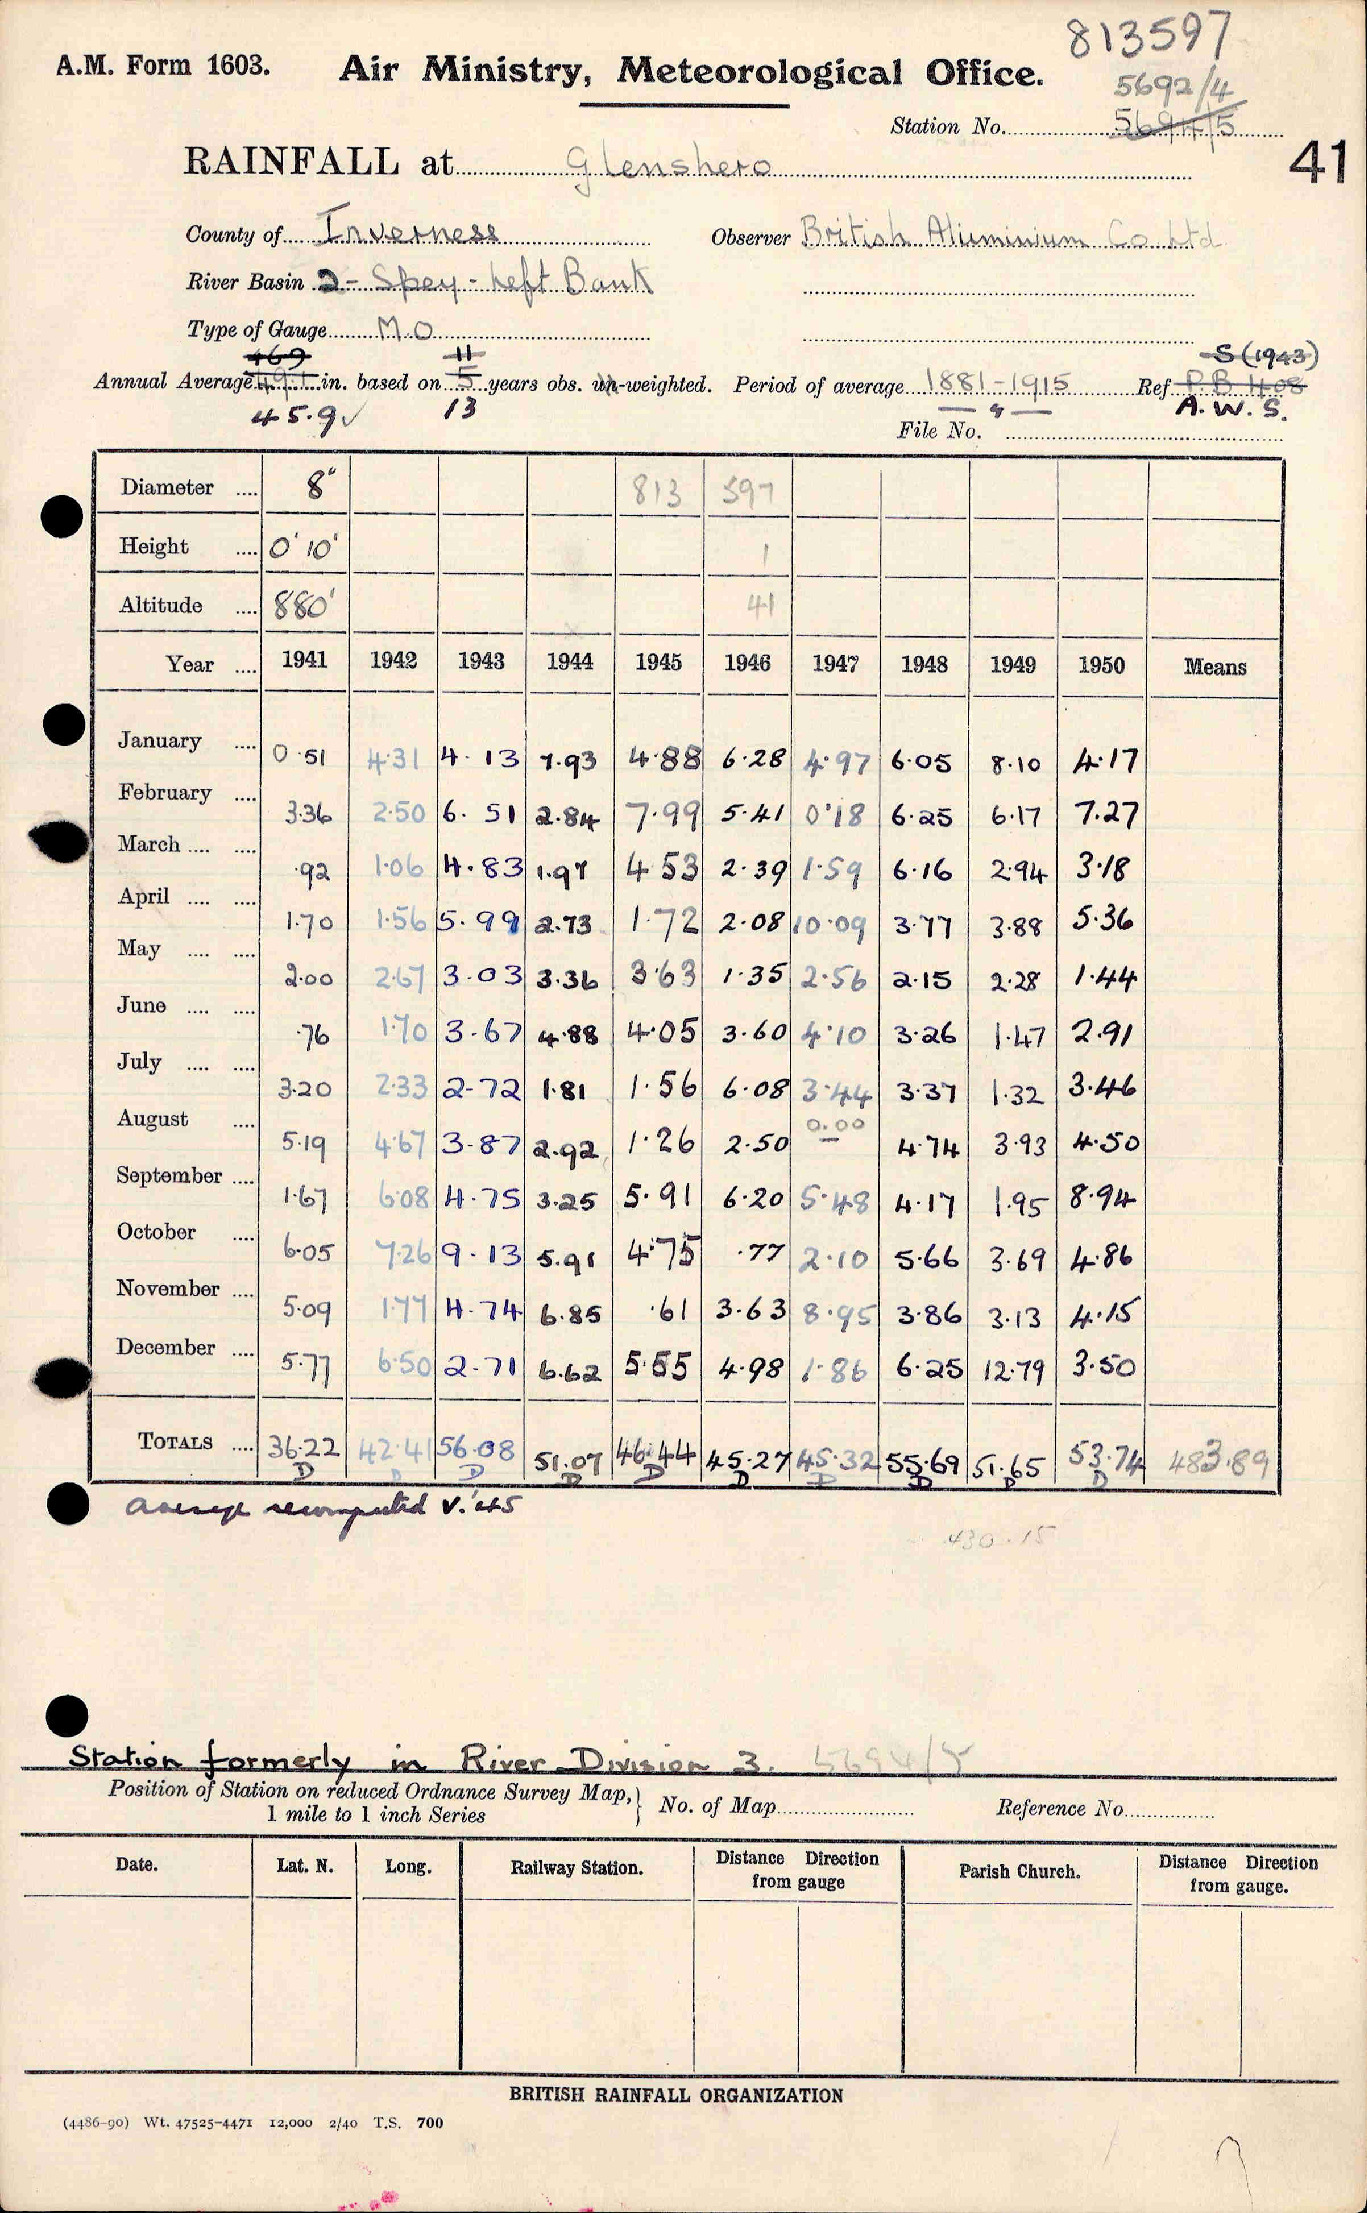 813597
A.M. Form 1603. Air Ministry, Meteorological Office.
5692/4
Station No. 5694/5
41
RAINFALL at Glenshero
County of Inverness Observer British Aluminium Co Ltd
River Basin 2 - Spey - Left Bank
Type of Gauge M.O
469 11 S (1943)
Annual Average 49.1 in. based on 5 years obs. un-weighted. Period of average 1881-1915 Ref P.B 408
45.9 ✓ 13 — " — A.W.S.
File No.
Diameter .... 8" 813 597
Height .... 0' 10' 1
Altitude .... 880' 41
Year .... 1941 1942 1943 1944 1945 1946 1947 1948 1949 1950 Means
January .... 0.51 4.31 4.13 7.93 4.88 6.28 4.97 6.05 8.10 4.17
February .... 3.36 2.50 6.51 2.84 7.99 5.41 0.18 6.25 6.17 7.27
March .... .... .92 1.06 4.83 1.97 4 53 2.39 1.59 6.16 2.94 3.18
April .... .... 1.70 1.56 5.99 2.73 1.72 2.08 10.09 3.77 3.88 5.36
May .... .... 2.00 2.67 3.03 3.36 3.63 1.35 2.56 2.15 2.28 1.44
June .... .... .76 1.70 3.67 4.88 4.05 3.60 4.10 3.26 1.47 2.91
July .... .... 3.20 2.33 2.72 1.81 1.56 6.08 3.44 3.37 1.32 3.46
August .... 5.19 4.67 3.87 2.92 1.26 2.50 0.00 — 4.74 3.93 4.50
September .... 1.67 6.08 4.75 3.25 5.91 6.20 5.48 4.17 1.95 8.94
October .... 6.05 7.26 9.13 5.91 4.75 .77 2.10 5.66 3.69 4.86
November .... 5.09 1.77 4.74 6.85 .61 3.63 8.95 3.86 3.13 4.15
December .... 5.77 6.50 2.71 6.62 5.55 4.98 1.86 6.25 12.79 3.50
TOTALS .... 36.22 42.41 56.08 51.07 46.44 45.27 45.32 55.69 51.65 53.74 483.89
D D D D D D D D D D
Average recomputed V.'45
430.15
Station formerly in River Division 3. 5694/5
Position of Station on reduced Ordnance Survey Map, } No. of Map Reference No.
1 mile to 1 inch Series
Date. Lat. N. Long. Railway Station. Distance Direction from gauge Parish Church. Distance Direction from gauge.
BRITISH RAINFALL ORGANIZATION
(4486-90) Wt. 47525-4471 12,000 2/40 T.S. 700